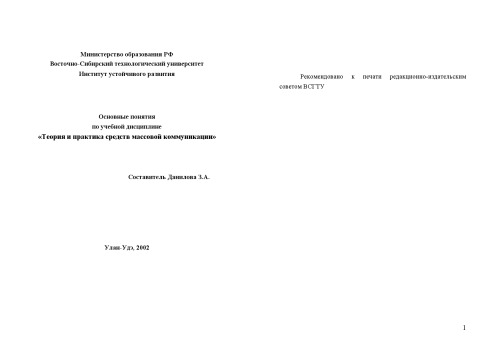 Министерство образования РФ
Восточно-Сибирский технологический университет
Институт устойчивого развития
Основные понятия
по учебной дисциплине
«Теория и практика средств массовой коммуникации»
Составитель Данилова З.А.
Улан-Удэ, 2002
Рекомендовано к печати редакционно-издательским
советом ВСГТУ
1